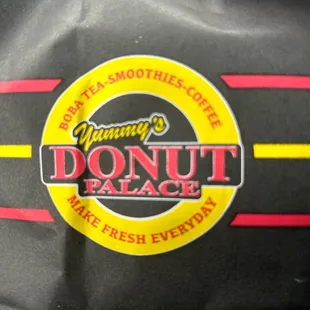 BOBA TEA-SMOOTHIES-COFFEE
Yummy's
DONUT
PALACE
MAKE FRESH EVERYDAY